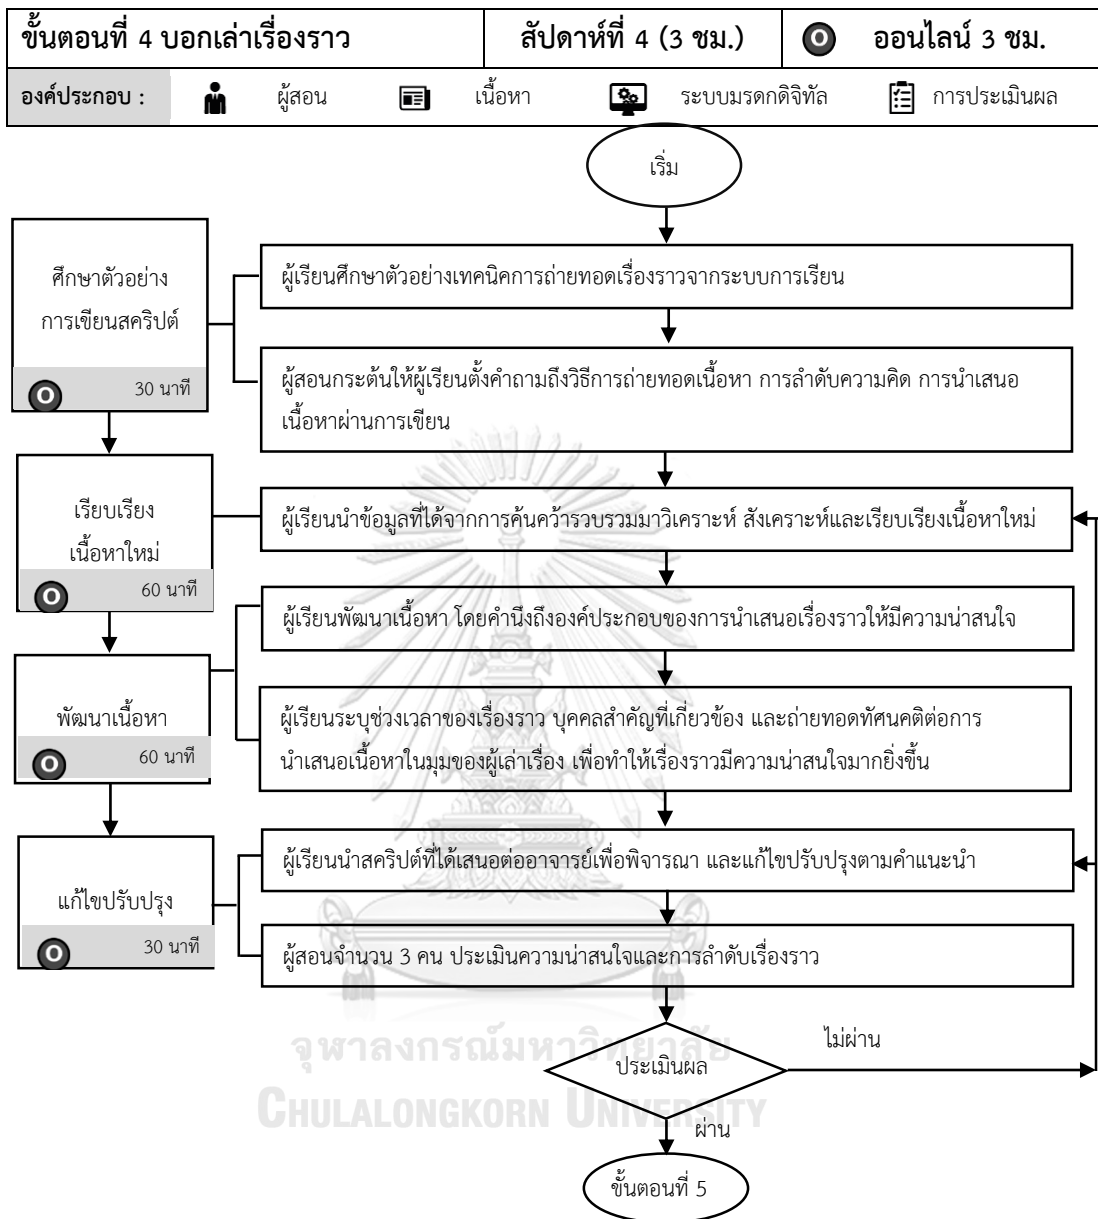 ขั้นตอนที่ 4 บอกเล่าเรื่องราว
สัปดาห์ที่ 4 (3 ชม.)
O ออนไลน์ 3 ชม.
องค์ประกอบ :
ผู้สอน
เนื้อหา
ระบบมรดกดิจิทัล
การประเมินผล
เริ่ม
ศึกษาตัวอย่าง
การเขียนสคริปต์
O 30 นาที
ผู้เรียนศึกษาตัวอย่างเทคนิคการถ่ายทอดเรื่องราวจากระบบการเรียน
ผู้สอนกระตุ้นให้ผู้เรียนตั้งคำถามถึงวิธีการถ่ายทอดเนื้อหา การลำดับความคิด การนำเสนอ
เนื้อหาผ่านการเขียน
เรียบเรียง
เนื้อหาใหม่
O 60 นาที
ผู้เรียนนำข้อมูลที่ได้จากการค้นคว้ารวบรวมมาวิเคราะห์ สังเคราะห์และเรียบเรียงเนื้อหาใหม่
พัฒนาเนื้อหา
O 60 นาที
ผู้เรียนพัฒนาเนื้อหา โดยคำนึงถึงองค์ประกอบของการนำเสนอเรื่องราวให้มีความน่าสนใจ
ผู้เรียนระบุช่วงเวลาของเรื่องราว บุคคลสำคัญที่เกี่ยวข้อง และถ่ายทอดทัศนคติต่อการ
นำเสนอเนื้อหาในมุมของผู้เล่าเรื่อง เพื่อทำให้เรื่องราวมีความน่าสนใจมากยิ่งขึ้น
แก้ไขปรับปรุง
O 30 นาที
ผู้เรียนนำสคริปต์ที่ได้เสนอต่ออาจารย์เพื่อพิจารณา และแก้ไขปรับปรุงตามคำแนะนำ
ผู้สอนจำนวน 3 คน ประเมินความน่าสนใจและการลำดับเรื่องราว
จุฬาลงกรณ์มหาวิทยาลัย
CHULALONGKORN UNIVERSITY
ประเมินผล
ไม่ผ่าน
ผ่าน
ขั้นตอนที่ 5